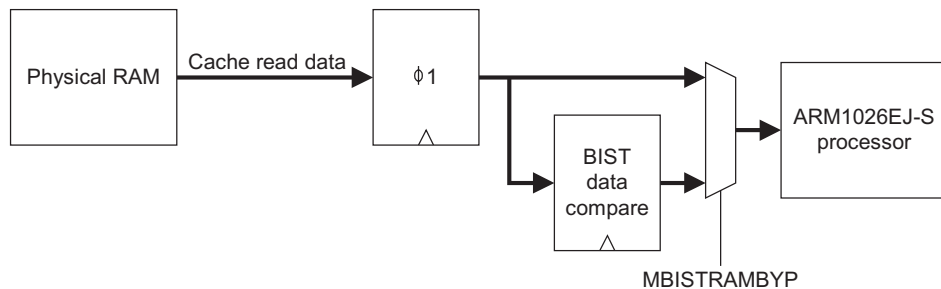 Physical RAM
Cache read data
ϕ1
BIST
data
compare
ARM1026EJ-S
processor
MBISTRAMBYP